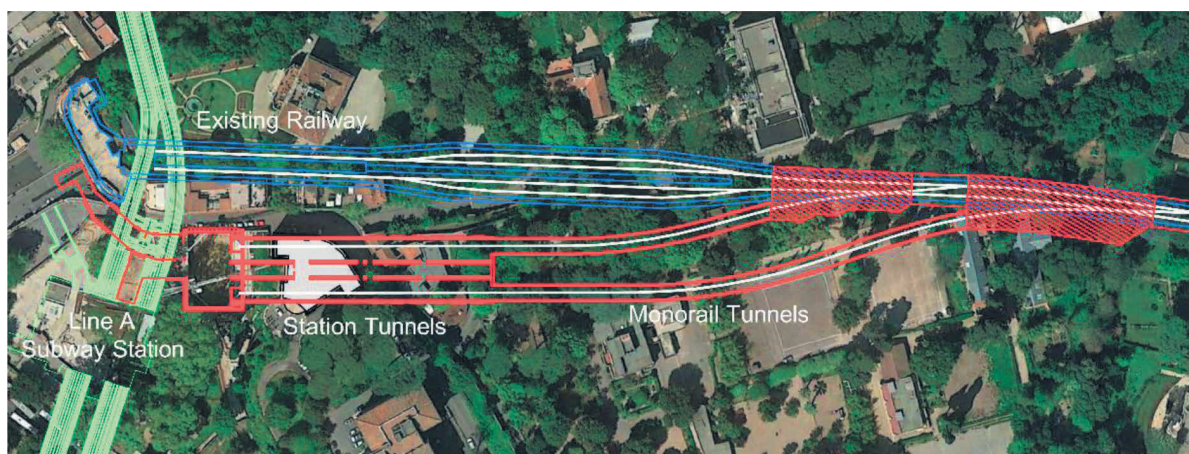 Existing Railway
Line A
Subway Station
Station Tunnels
Monorail Tunnels